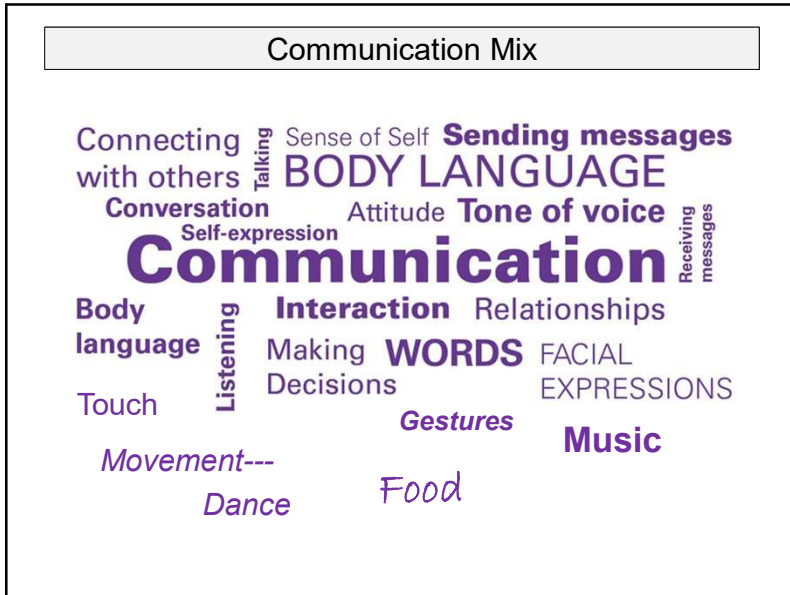 Communication Mix
Connecting
with others
Talking
Sense of Self
Sending messages
BODY LANGUAGE
Conversation
Attitude
Tone of voice
Self-expression
Communication
Receiving
messages
Body
language
Listening
Interaction
Relationships
Making
Decisions
WORDS
FACIAL
EXPRESSIONS
Touch
Gestures
Music
Movement---
Dance
Food